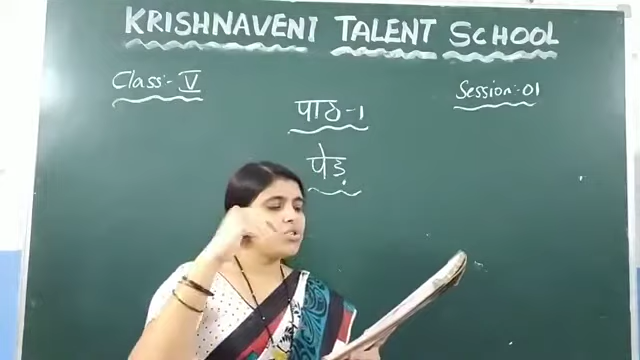 KRISHNAVENI TALENT SCHOOL
Class:- V
Session:-01
पाठ-1
पेड़